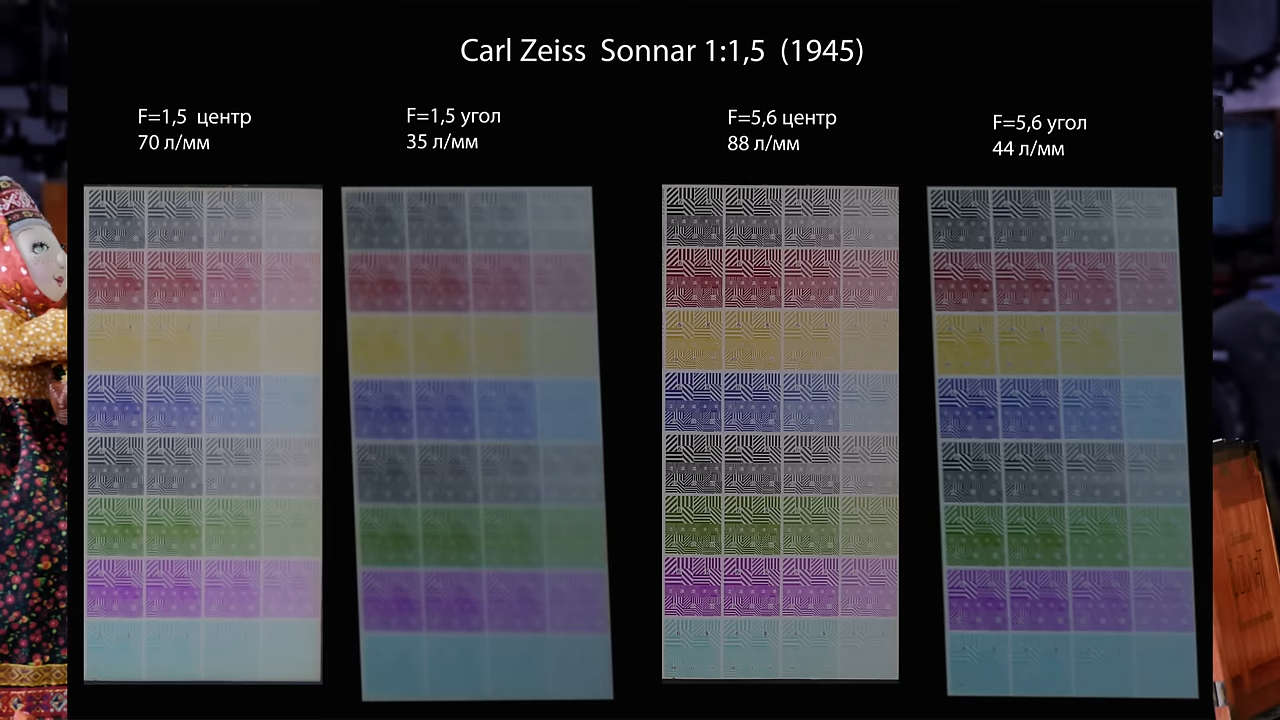 Carl Zeiss Sonnar 1:1,5 (1945)
F=1,5 центр
70 л/мм
F=1,5 угол
35 л/мм
F=5,6 центр
88 л/мм
F=5,6 угол
44 л/мм